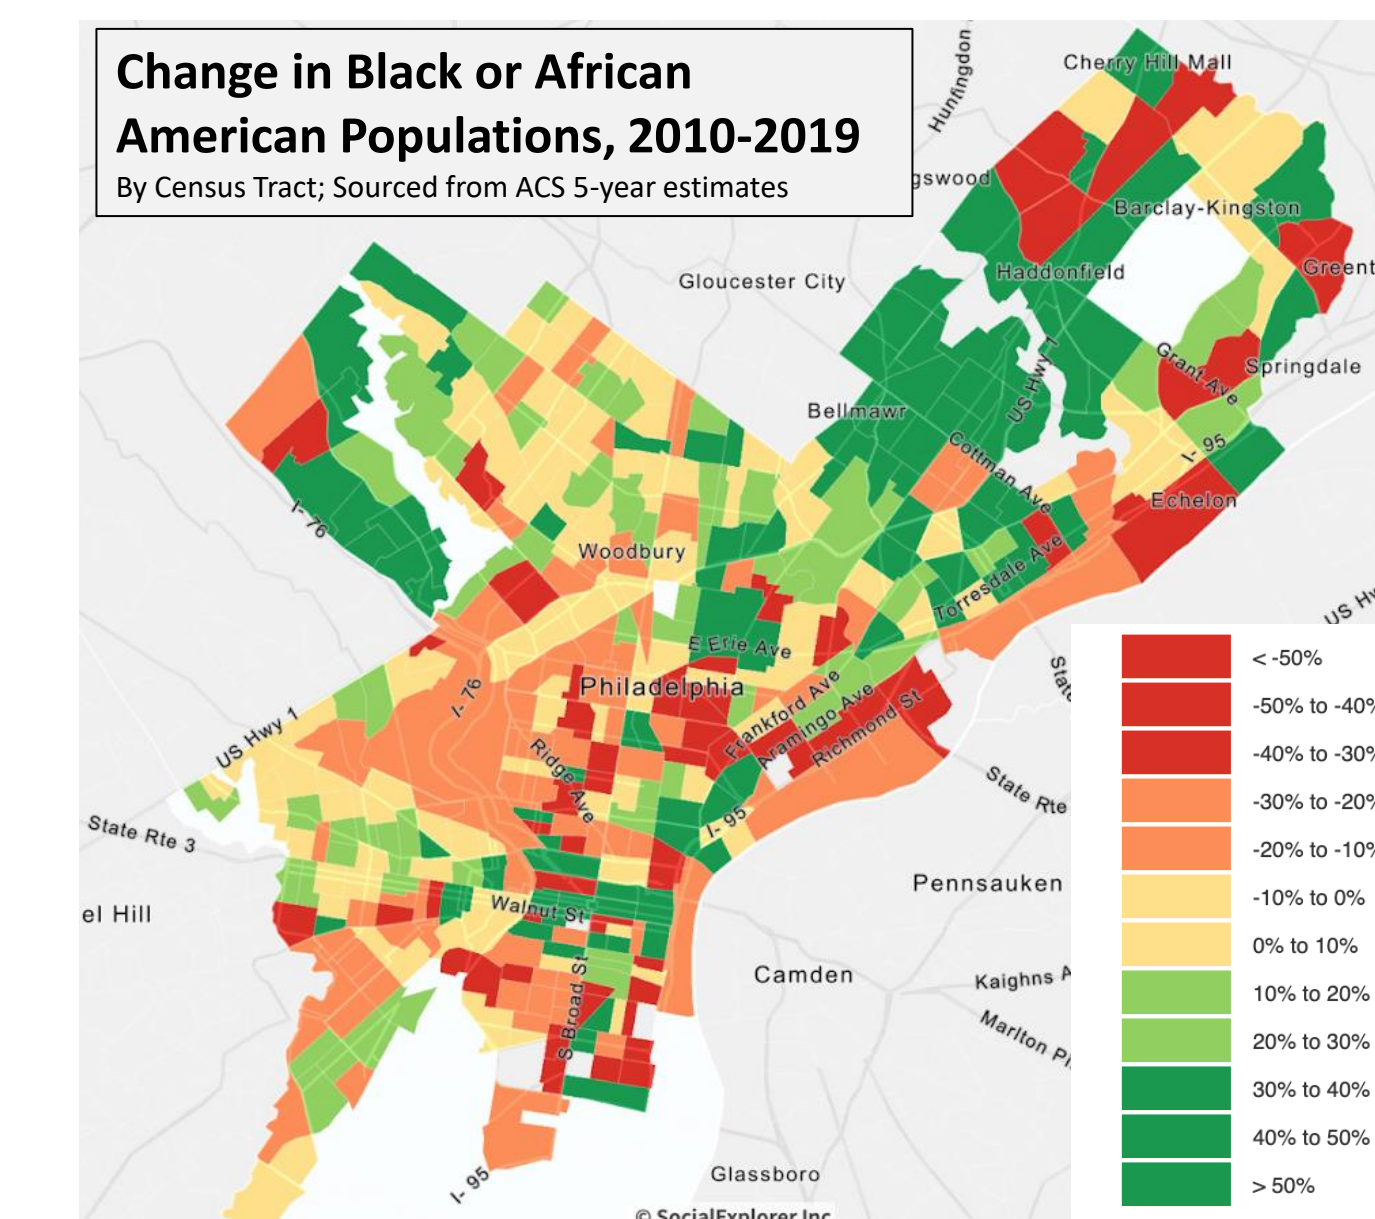 Change in Black or African
American Populations, 2010-2019
By Census Tract; Sourced from ACS 5-year estimates
Huntingdon
Cherry Hill Mall
gswood
Barclay-Kingston
Haddonfield
Greent
Gloucester City
US Hwy 1
Grant Ave
Springdale
Bellmawr
Cottman Ave
I- 95
Echelon
I- 76
Woodbury
Torresdale Ave
US Hw
E Erie Ave
State
Philadelphia
I- 76
Frankford Ave
Aramingo Ave
Richmond St
US Hwy 1
Ridge Ave
State Rte
State Rte 3
I- 95
Pennsauken
el Hill
Walnut St
Camden
Kaighns A
S Broad St
Marlton Pi
Glassboro
I- 95
© SocialExplorer Inc
< -50%
-50% to -40%
-40% to -30%
-30% to -20%
-20% to -10%
-10% to 0%
0% to 10%
10% to 20%
20% to 30%
30% to 40%
40% to 50%
> 50%